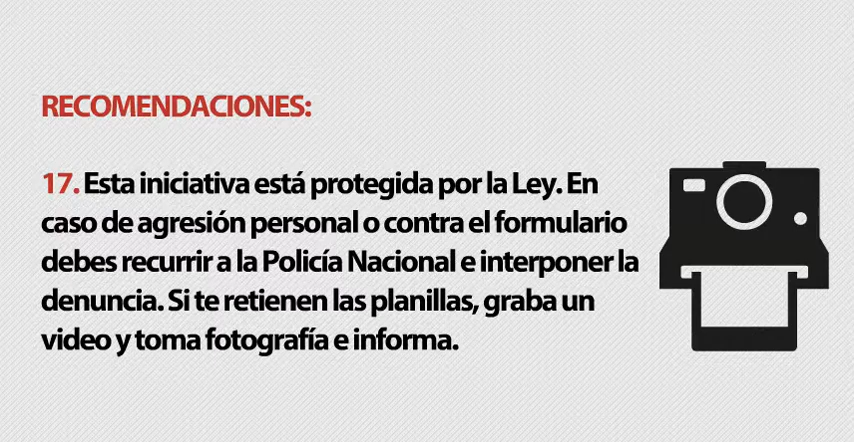 RECOMENDACIONES:
17. Esta iniciativa está protegida por la Ley. En
caso de agresión personal o contra el formulario
debes recurrir a la Policía Nacional e interponer la
denuncia. Si te retienen las planillas, graba un
video y toma fotografía e informa.